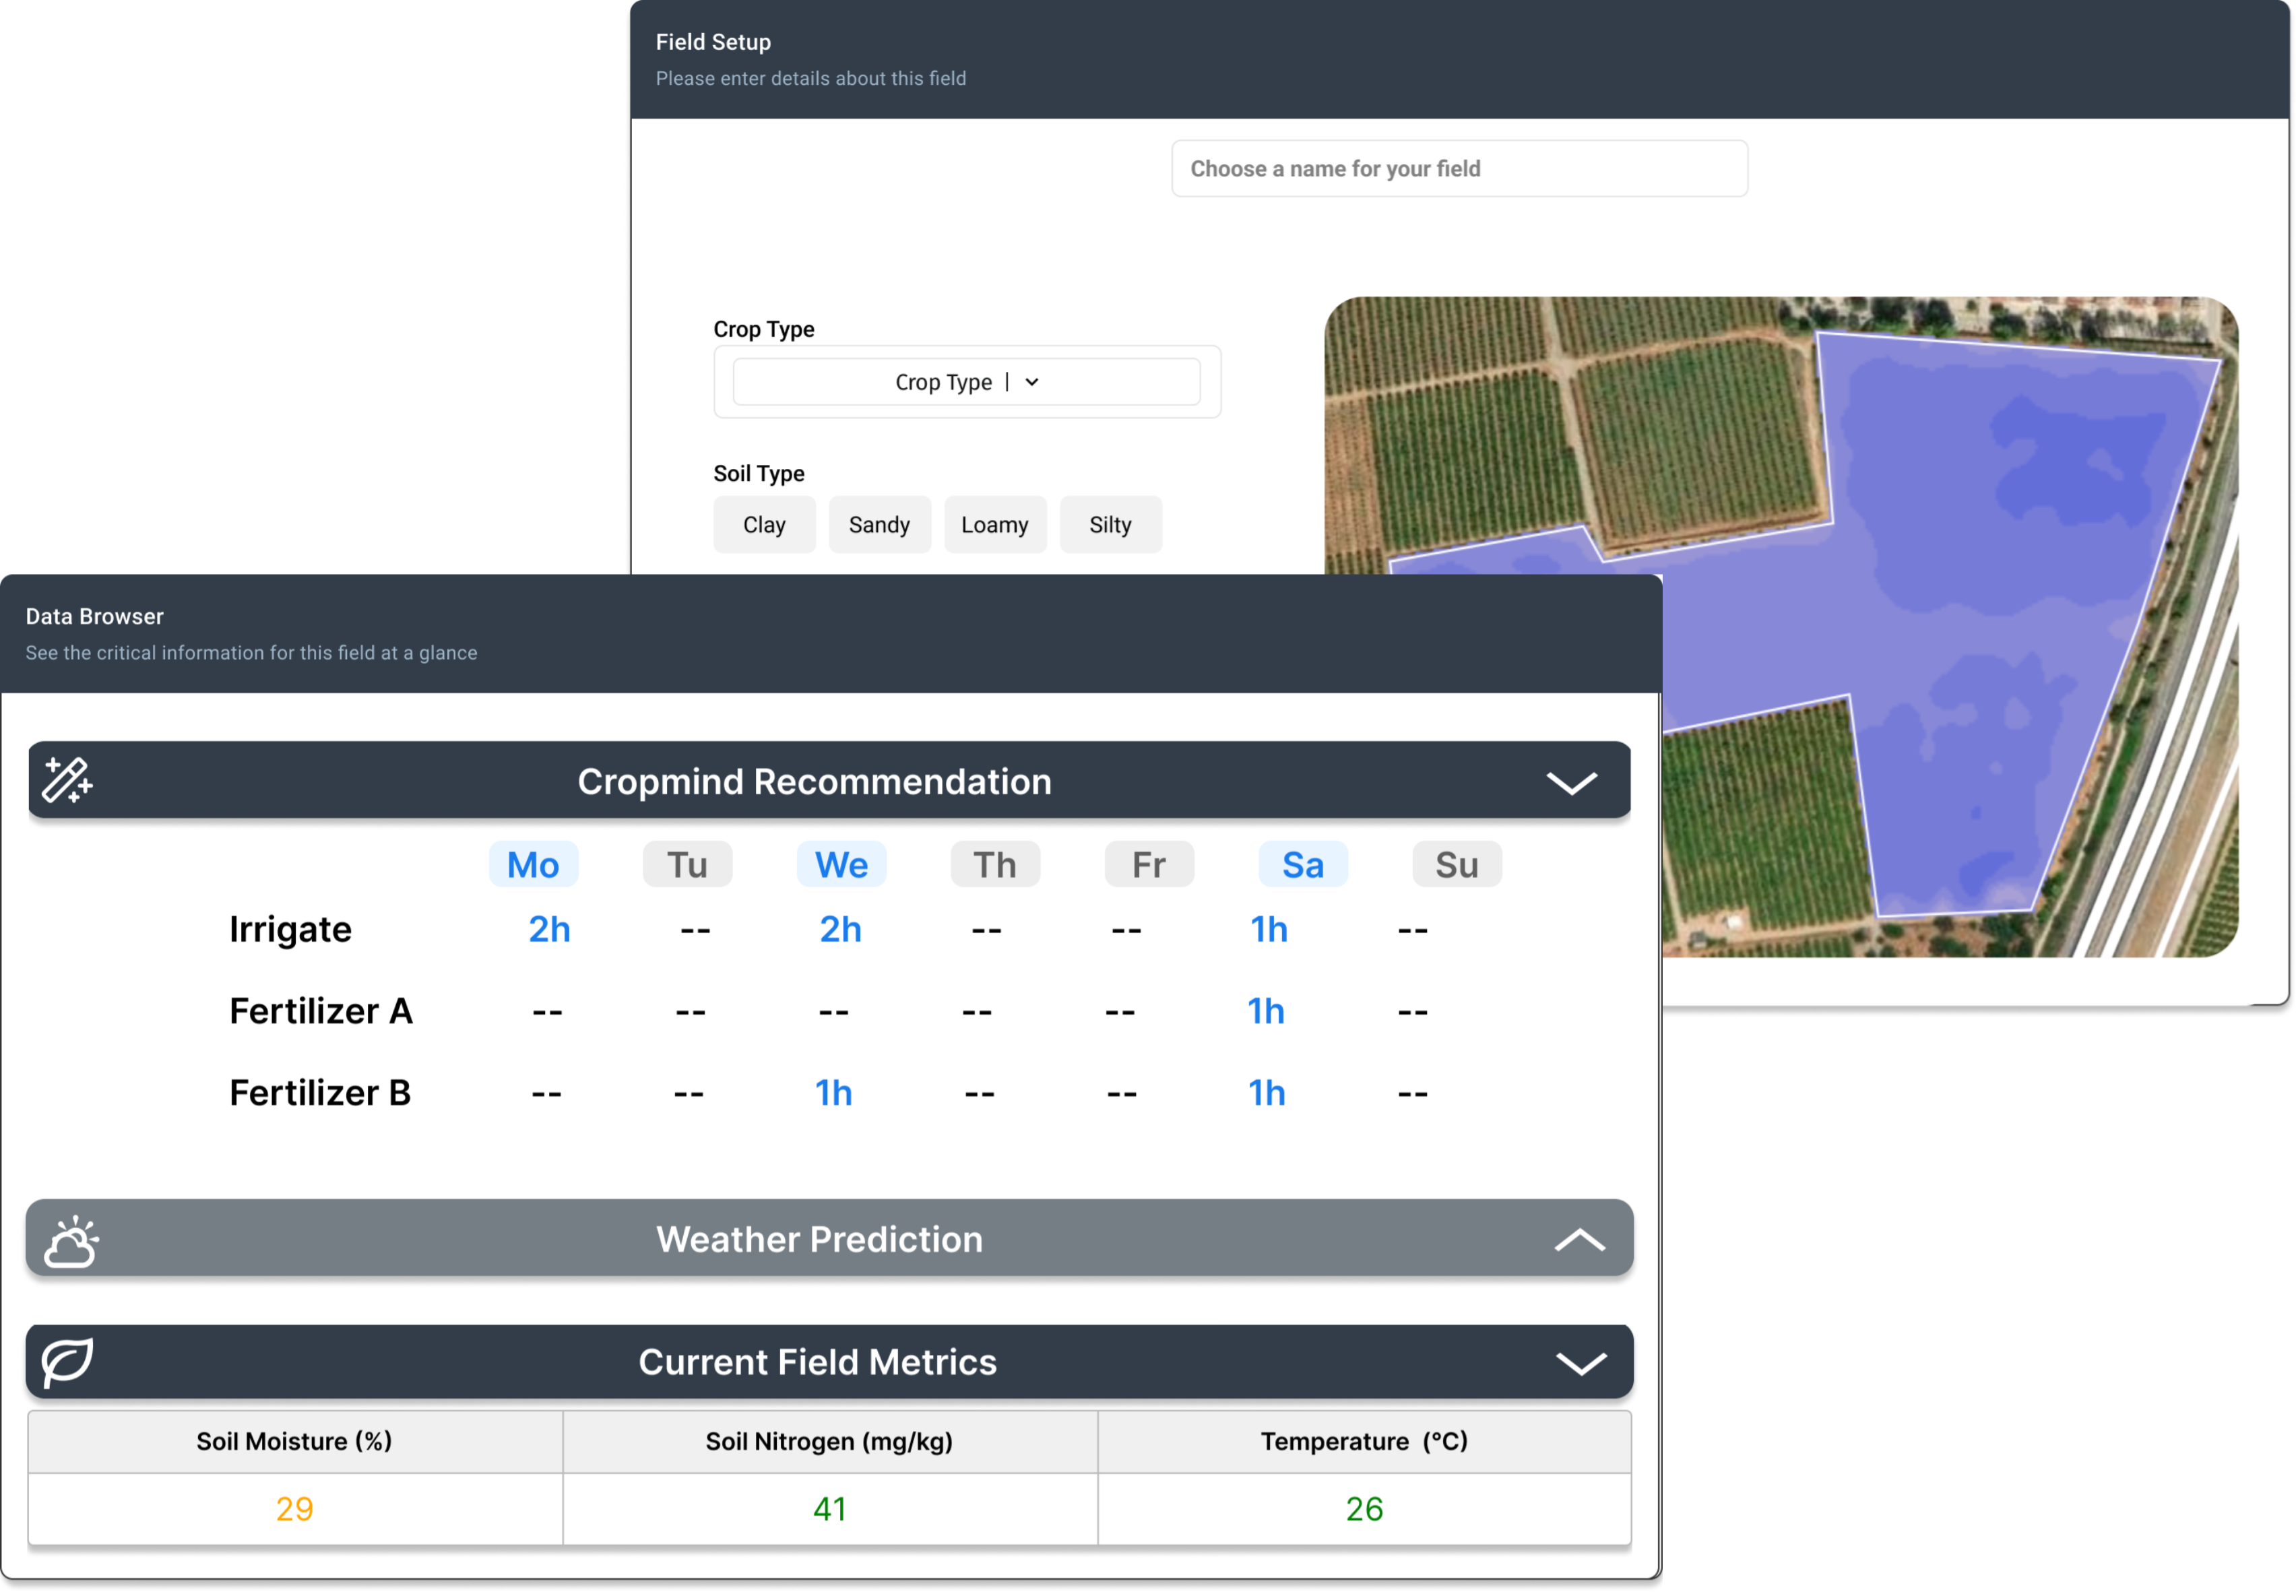 Field Setup
Please enter details about this field
Choose a name for your field
Crop Type
Crop Type |
Soil Type
Clay Sandy Loamy Silty
Data Browser
See the critical information for this field at a glance
Cropmind Recommendation
Mo Tu We Th Fr Sa Su
Irrigate 2h -- 2h -- -- 1h --
Fertilizer A -- -- -- -- -- 1h --
Fertilizer B -- -- 1h -- -- 1h --
Weather Prediction
Current Field Metrics
Soil Moisture (%) Soil Nitrogen (mg/kg) Temperature (°C)
29 41 26